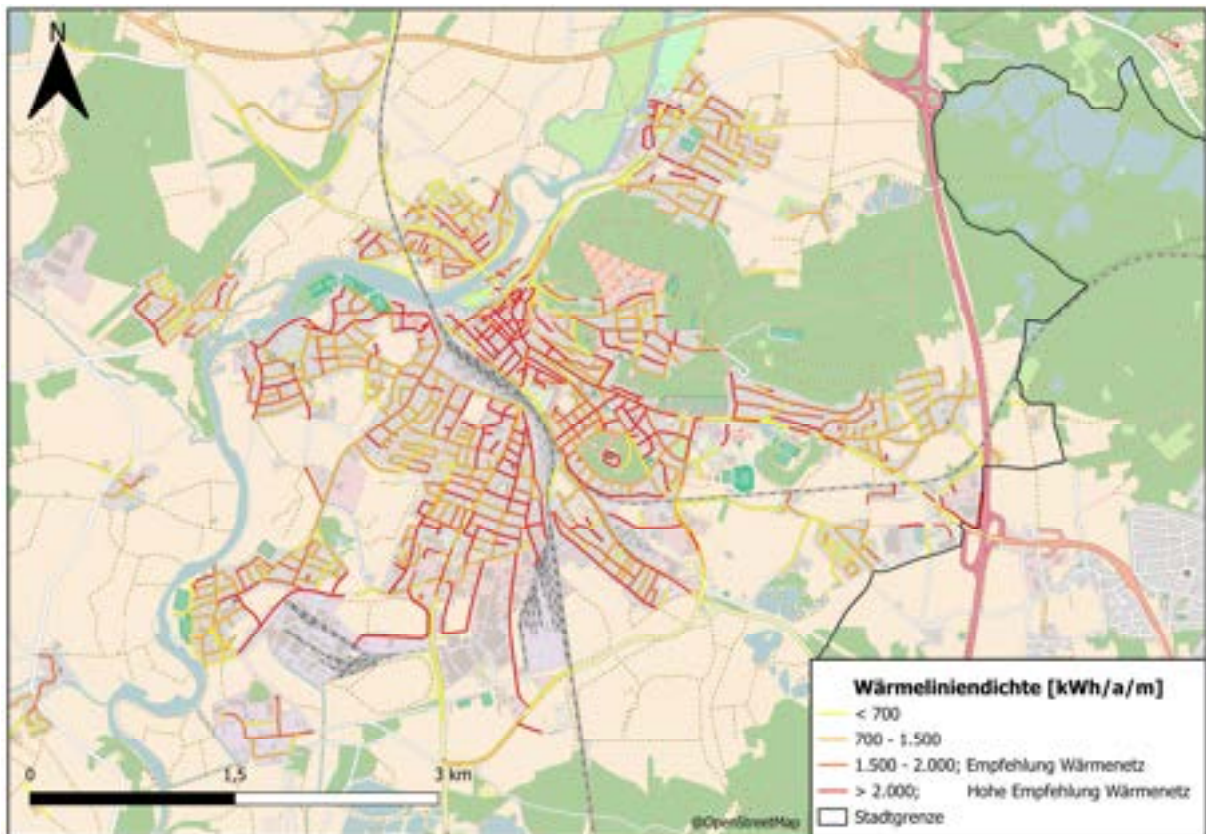 N
Wärmeliniendichte [kWh/a/m]
< 700
700 - 1.500
1.500 - 2.000; Empfehlung Wärmenetz
> 2.000; Hohe Empfehlung Wärmenetz
Stadtgrenze
0 1,5 3 km
@OpenStreetMap